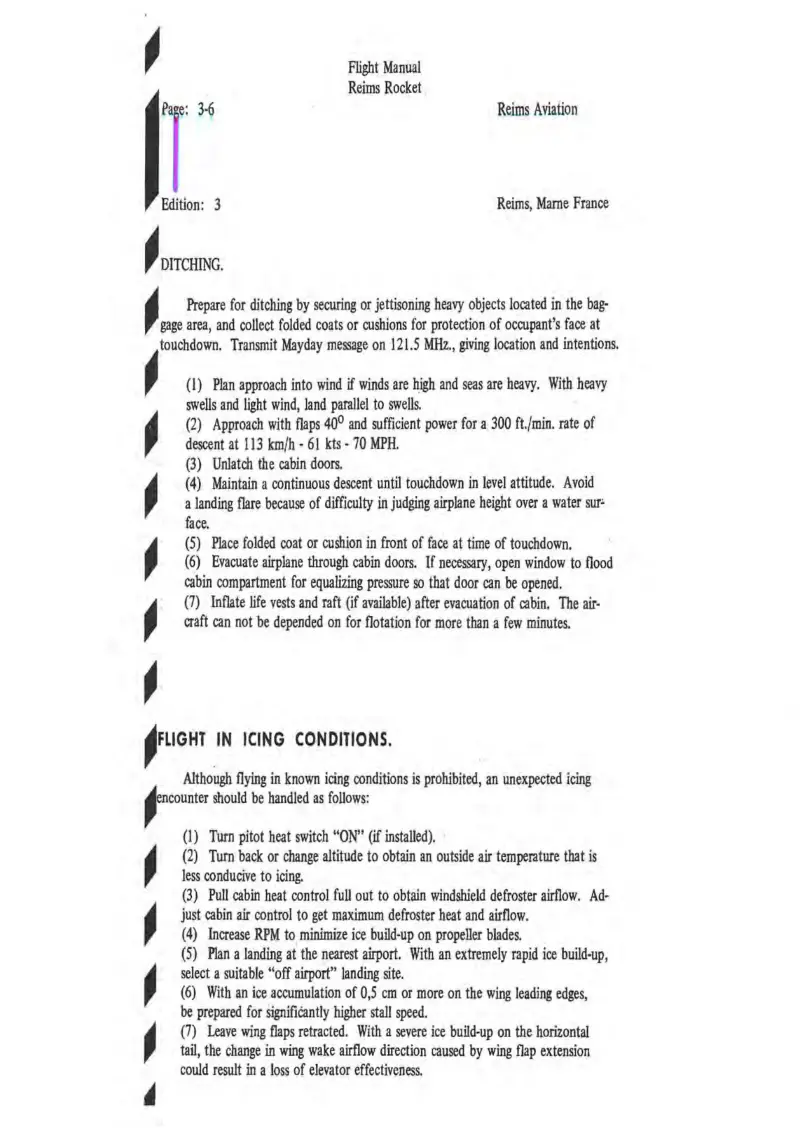 Flight Manual
Reims Rocket
Page: 3-6
Reims Aviation
Edition: 3
Reims, Marne France
DITCHING.
Prepare for ditching by securing or jettisoning heavy objects located in the bag-
gage area, and collect folded coats or cushions for protection of occupant's face at
touchdown. Transmit Mayday message on 121.5 MHz., giving location and intentions.
(1) Plan approach into wind if winds are high and seas are heavy. With heavy
swells and light wind, land parallel to swells.
(2) Approach with flaps 40⁰ and sufficient power for a 300 ft./min. rate of
descent at 113 km/h - 61 kts - 70 MPH.
(3) Unlatch the cabin doors.
(4) Maintain a continuous descent until touchdown in level attitude. Avoid
a landing flare because of difficulty in judging airplane height over a water sur-
face.
(5) Place folded coat or cushion in front of face at time of touchdown.
(6) Evacuate airplane through cabin doors. If necessary, open window to flood
cabin compartment for equalizing pressure so that door can be opened.
(7) Inflate life vests and raft (if available) after evacuation of cabin. The air-
craft can not be depended on for flotation for more than a few minutes.
FLIGHT IN ICING CONDITIONS.
Although flying in known icing conditions is prohibited, an unexpected icing
encounter should be handled as follows:
(1) Turn pitot heat switch "ON" (if installed).
(2) Turn back or change altitude to obtain an outside air temperature that is
less conducive to icing.
(3) Pull cabin heat control full out to obtain windshield defroster airflow. Ad-
just cabin air control to get maximum defroster heat and airflow.
(4) Increase RPM to minimize ice build-up on propeller blades.
(5) Plan a landing at the nearest airport. With an extremely rapid ice build-up,
select a suitable "off airport" landing site.
(6) With an ice accumulation of 0,5 cm or more on the wing leading edges,
be prepared for significantly higher stall speed.
(7) Leave wing flaps retracted. With a severe ice build-up on the horizontal
tail, the change in wing wake airflow direction caused by wing flap extension
could result in a loss of elevator effectiveness.